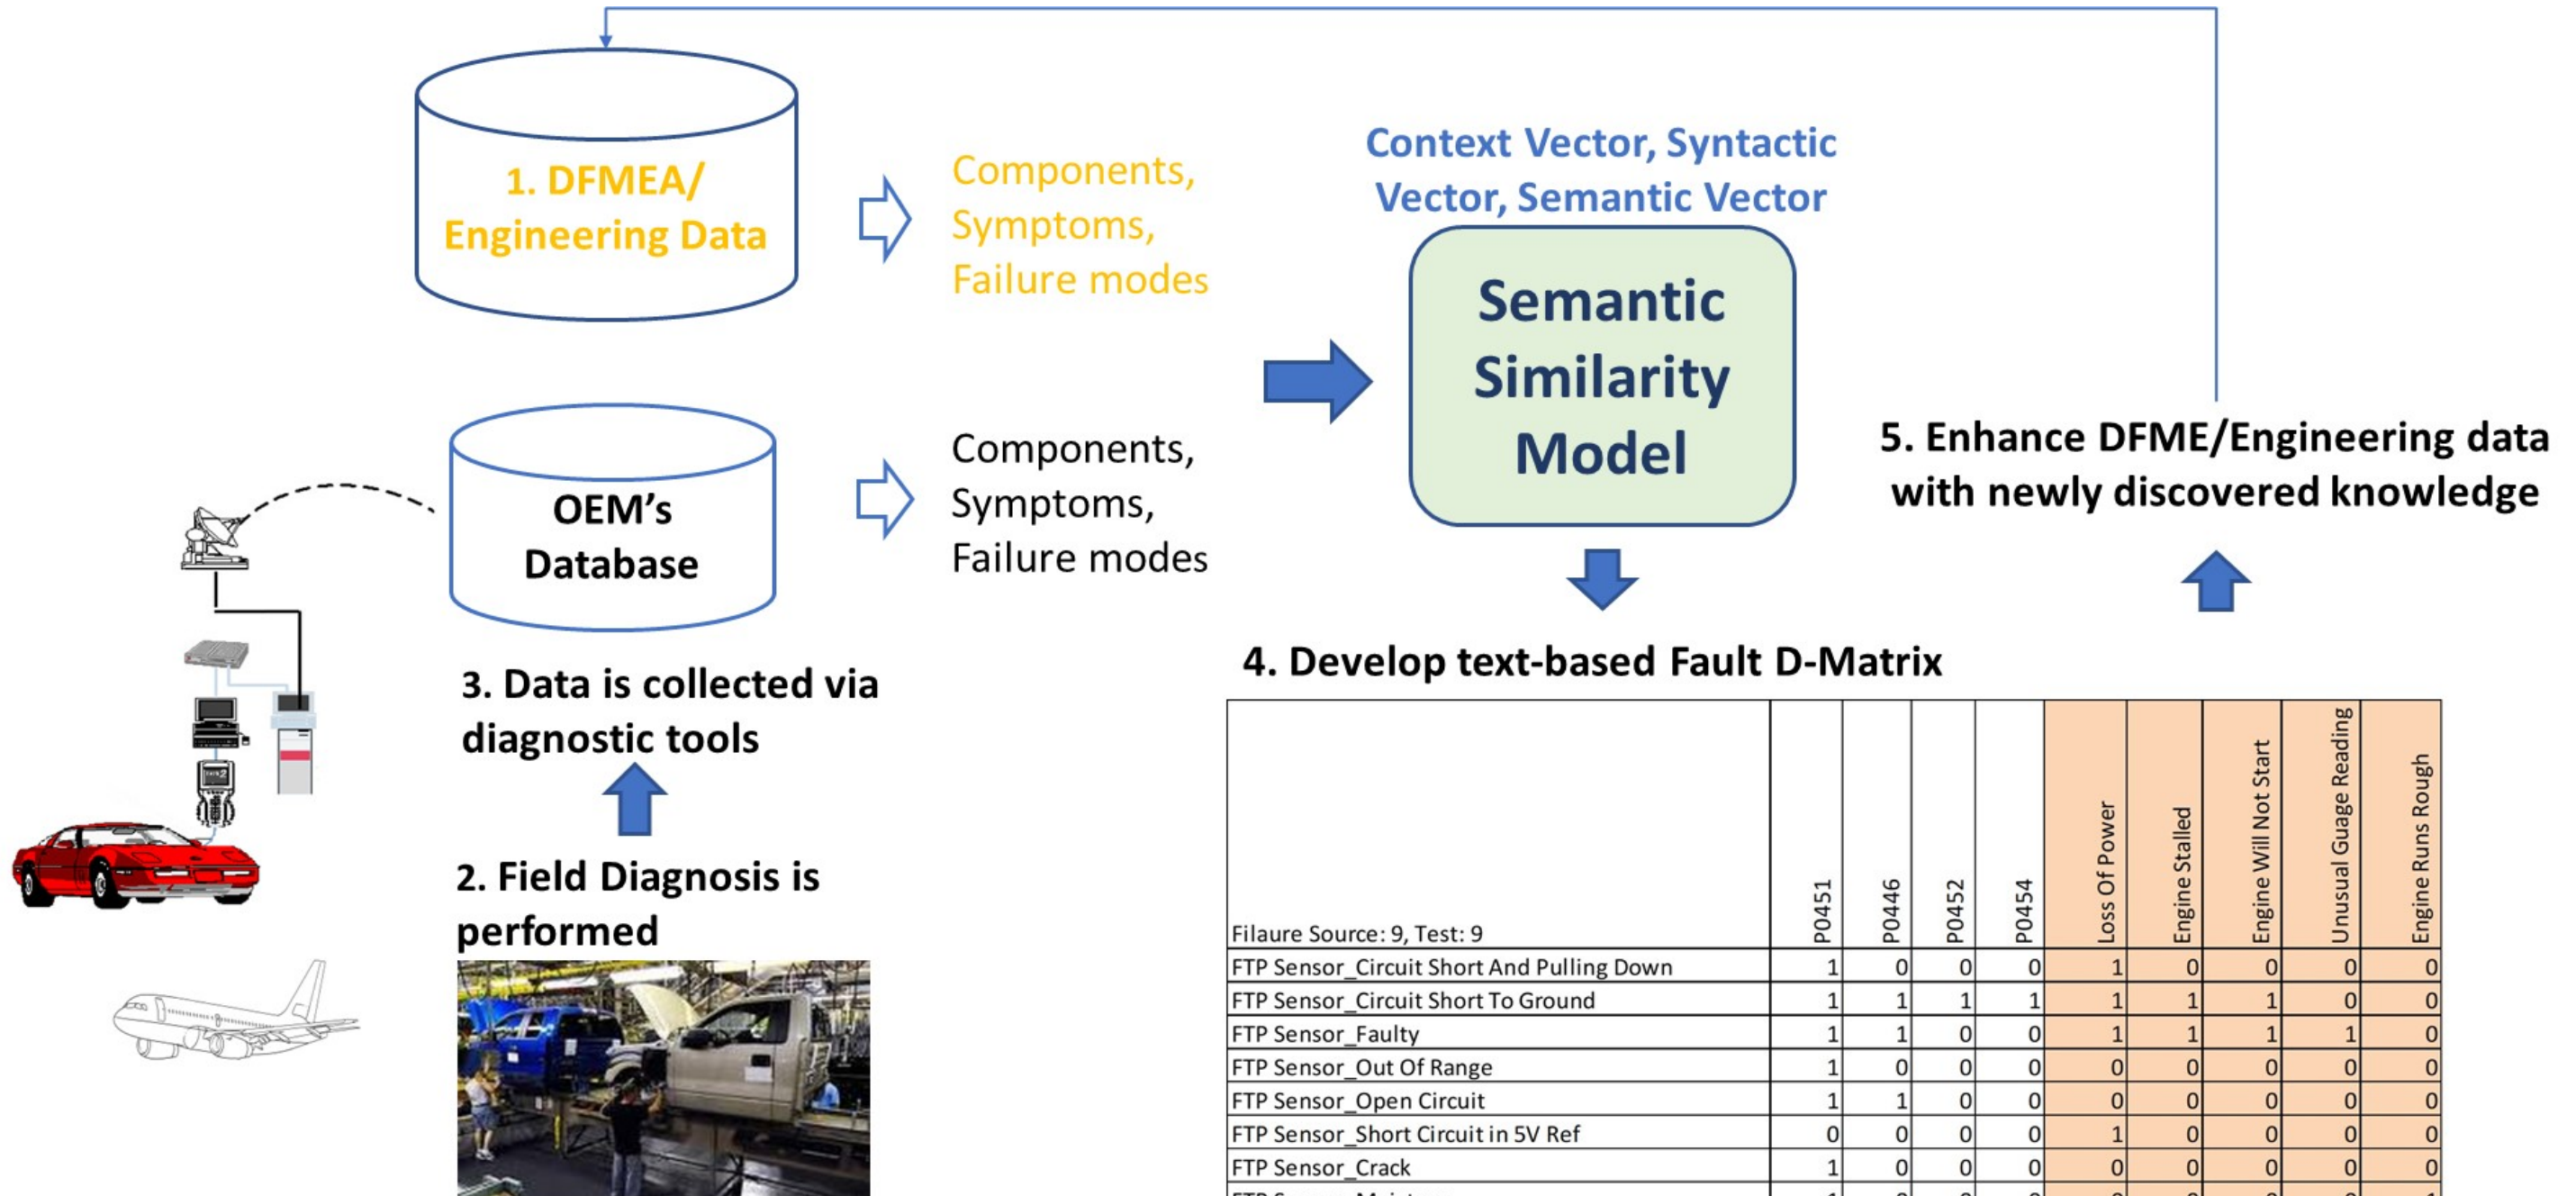 1. DFMEA/
Engineering Data
Components,
Symptoms,
Failure modes
Context Vector, Syntactic
Vector, Semantic Vector
Semantic
Similarity
Model
OEM's
Database
Components,
Symptoms,
Failure modes
5. Enhance DFME/Engineering data
with newly discovered knowledge
3. Data is collected via
diagnostic tools
2. Field Diagnosis is
performed
4. Develop text-based Fault D-Matrix
Filaure Source: 9, Test: 9 P0451 P0446 P0452 P0454 Loss Of Power Engine Stalled Engine Will Not Start Unusual Guage Reading Engine Runs Rough
FTP Sensor_Circuit Short And Pulling Down 1 0 0 0 1 0 0 0 0
FTP Sensor_Circuit Short To Ground 1 1 1 1 1 1 1 0 0
FTP Sensor_Faulty 1 1 0 0 1 1 1 1 0
FTP Sensor_Out Of Range 1 0 0 0 0 0 0 0 0
FTP Sensor_Open Circuit 1 1 0 0 0 0 0 0 0
FTP Sensor_Short Circuit in 5V Ref 0 0 0 0 1 0 0 0 0
FTP Sensor_Crack 1 0 0 0 0 0 0 0 0